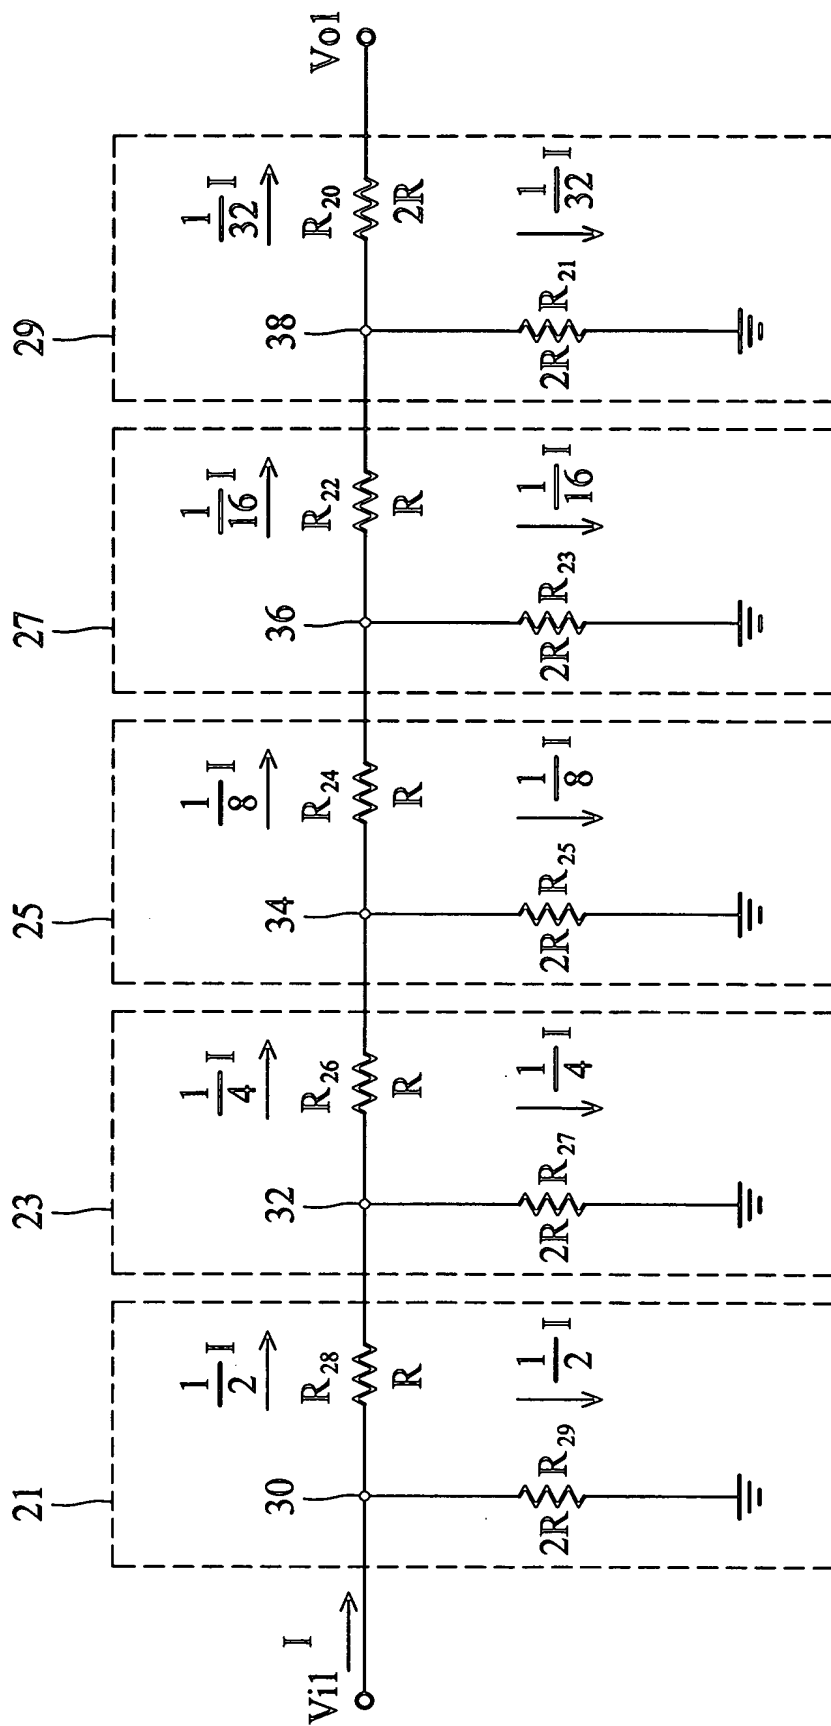 21
23
25
27
29
1/2 I
1/4 I
1/8 I
1/16 I
1/32 I
30
R28
32
R26
34
R24
36
R22
38
R20
Vi1
I
R
R
R
R
2R
Vo1
2R
R29
1/2 I
2R
R27
1/4 I
2R
R25
1/8 I
2R
R23
1/16 I
2R
R21
1/32 I